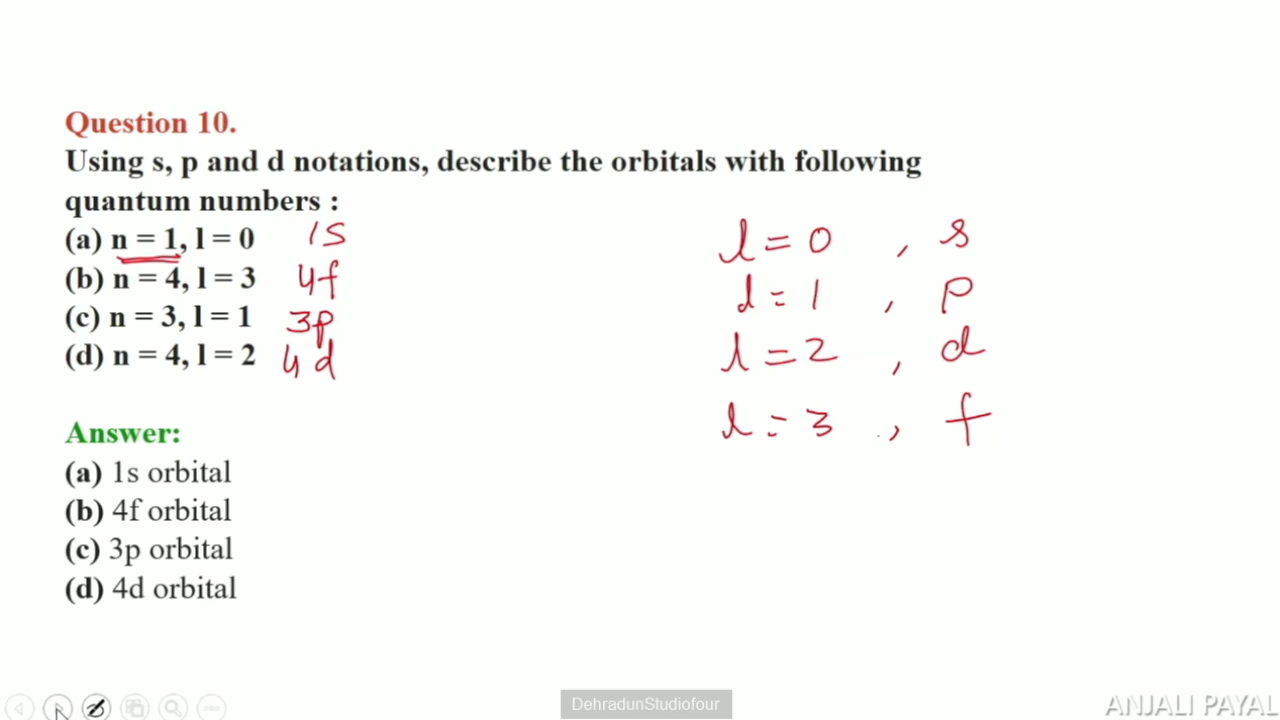 Question 10.
Using s, p and d notations, describe the orbitals with following
quantum numbers :
(a) n = 1, l = 0 1s
(b) n = 4, l = 3 4f
(c) n = 3, l = 1 3p
(d) n = 4, l = 2 4d
l = 0 , s
l = 1 , p
l = 2 , d
l = 3 , f
Answer:
(a) 1s orbital
(b) 4f orbital
(c) 3p orbital
(d) 4d orbital
DehradunStudiofour
ANJALI PAYAL